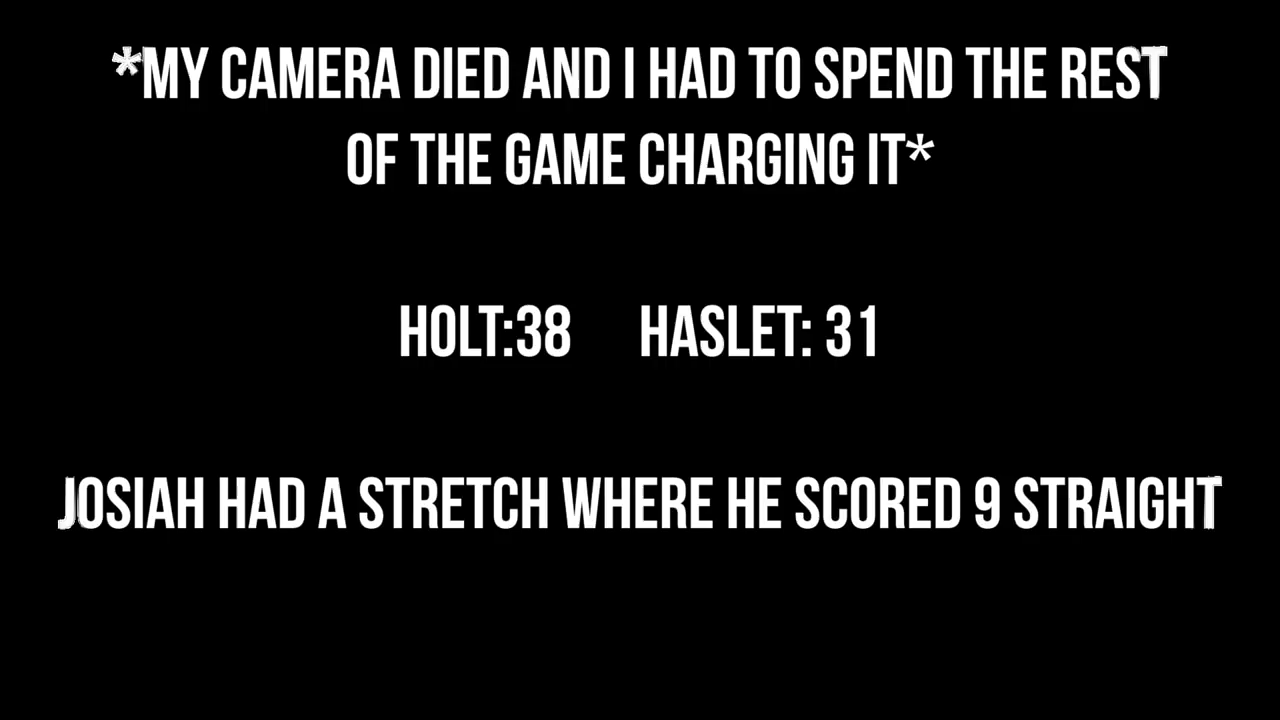 *MY CAMERA DIED AND I HAD TO SPEND THE REST
OF THE GAME CHARGING IT*
HOLT:38 HASLET: 31
JOSIAH HAD A STRETCH WHERE HE SCORED 9 STRAIGHT